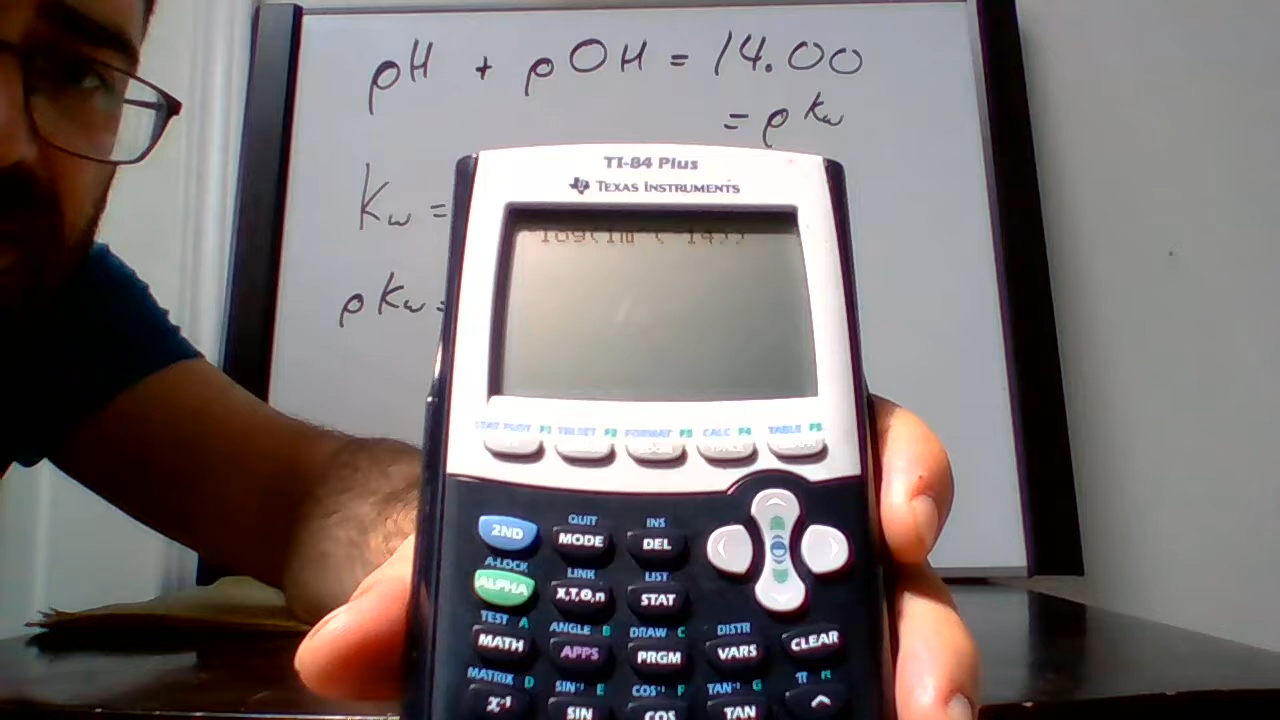 pH + pOH = 14.00
= pKw
Kw =
pKw =
TI-84 Plus
TEXAS INSTRUMENTS
STAT PLOT F1 TBLSET F2 FORMAT F3 CALC F4 TABLE F5
2ND
QUIT
MODE
INS
DEL
A-LOCK
ALPHA
LINK
X,T,Θ,n
LIST
STAT
TEST A
MATH
ANGLE B
APPS
DRAW C
PRGM
DISTR
VARS
CLEAR
MATRIX D
X⁻¹
SIN⁻¹ E
SIN
COS⁻¹ F
COS
TAN⁻¹ G
TAN
π
^